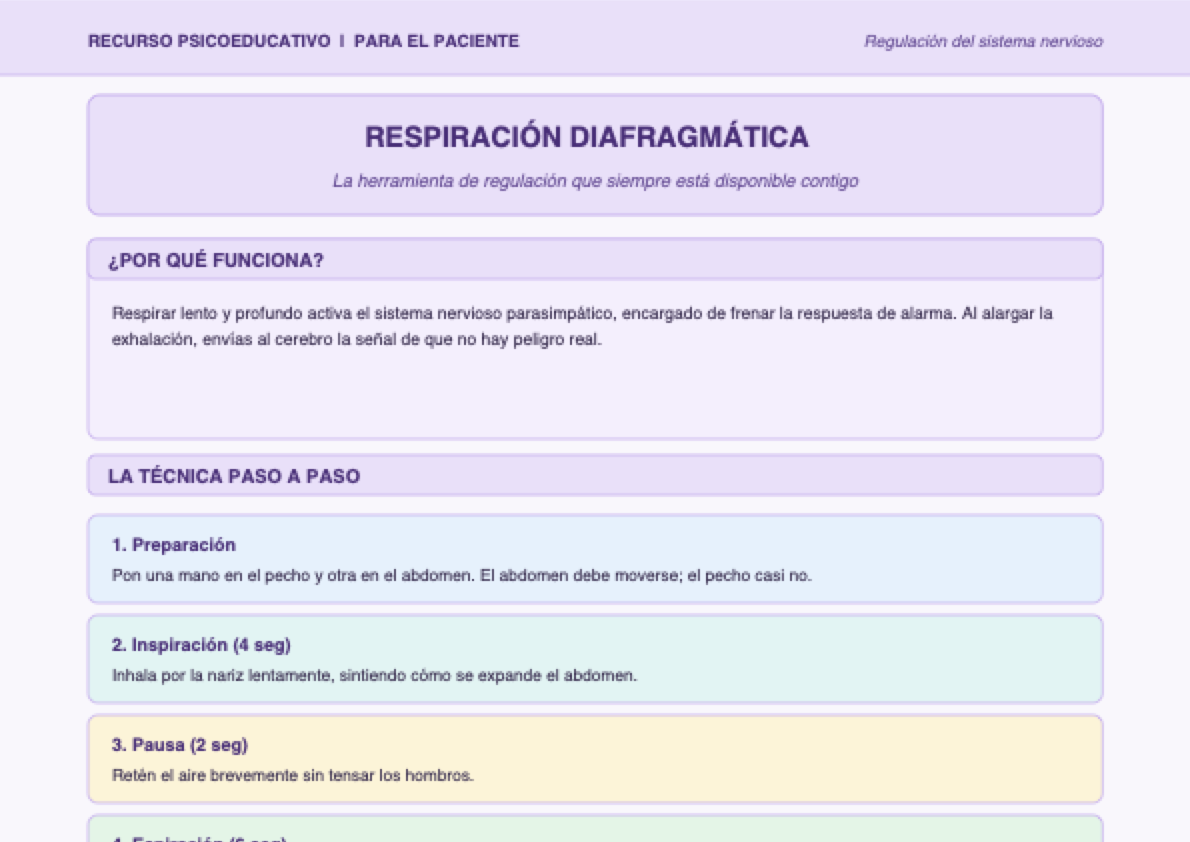 RECURSO PSICOEDUCATIVO | PARA EL PACIENTE
Regulación del sistema nervioso
RESPIRACIÓN DIAFRAGMÁTICA
La herramienta de regulación que siempre está disponible contigo
¿POR QUÉ FUNCIONA?
Respirar lento y profundo activa el sistema nervioso parasimpático, encargado de frenar la respuesta de alarma. Al alargar la
exhalación, envías al cerebro la señal de que no hay peligro real.
LA TÉCNICA PASO A PASO
1. Preparación
Pon una mano en el pecho y otra en el abdomen. El abdomen debe moverse; el pecho casi no.
2. Inspiración (4 seg)
Inhala por la nariz lentamente, sintiendo cómo se expande el abdomen.
3. Pausa (2 seg)
Retén el aire brevemente sin tensar los hombros.
4. Espiración